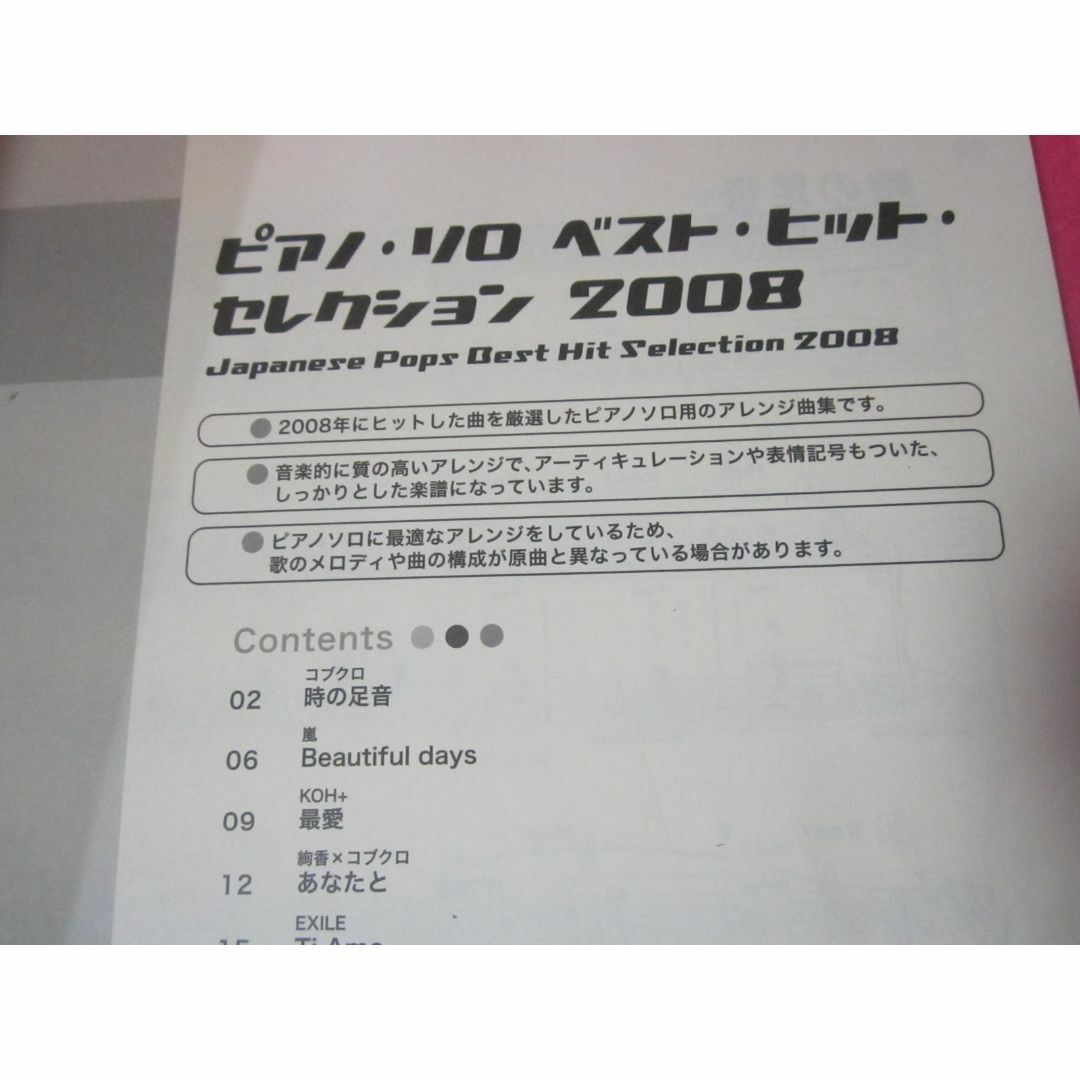 ピアノ・ソロ ベスト・ヒット・
セレクション 2008
Japanese Pops Best Hit Selection 2008
● 2008年にヒットした曲を厳選したピアノソロ用のアレンジ曲集です。
● 音楽的に質の高いアレンジで、アーティキュレーションや表情記号もついた、
しっかりとした楽譜になっています。
● ピアノソロに最適なアレンジをしているため、
歌のメロディや曲の構成が原曲と異なっている場合があります。
Contents
コブクロ
02 時の足音
嵐
06 Beautiful days
KOH+
09 最愛
絢香×コブクロ
12 あなたと
EXILE
15 Ti Amo